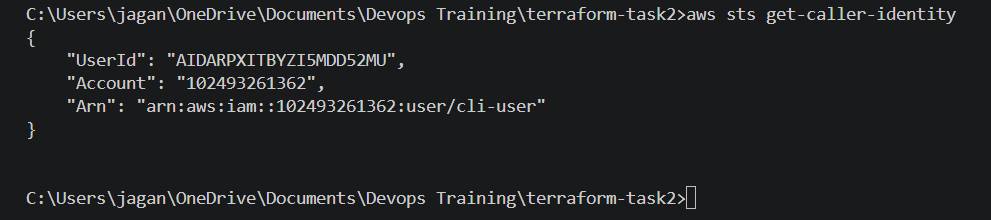 C:\Users\jagan\OneDrive\Documents\Devops Training\terraform-task2>aws sts get-caller-identity
{
    "UserId": "AIDARPXITBYZI5MDD52MU",
    "Account": "102493261362",
    "Arn": "arn:aws:iam::102493261362:user/cli-user"
}
C:\Users\jagan\OneDrive\Documents\Devops Training\terraform-task2>